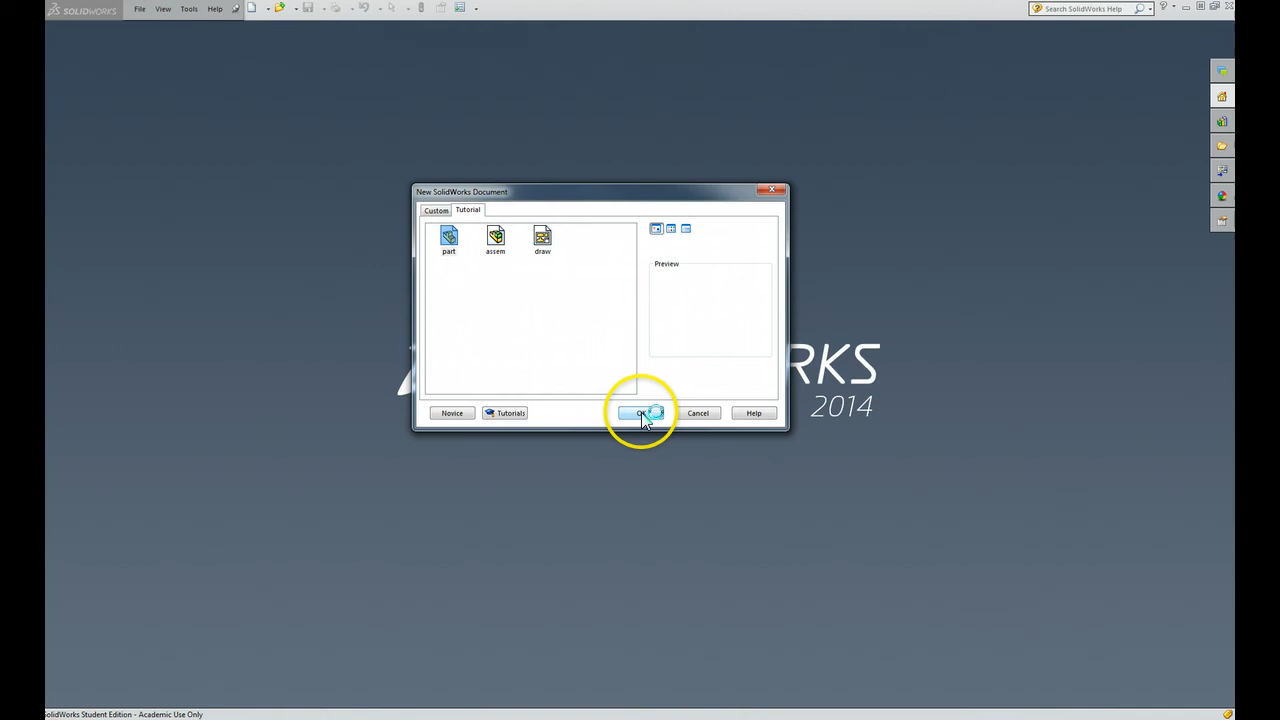 SOLIDWORKS File View Tools Help
Search SolidWorks Help
New SolidWorks Document
Custom Tutorial
part assem draw
Preview
RKS
2014
Novice Tutorials Cancel Help
SolidWorks Student Edition - Academic Use Only